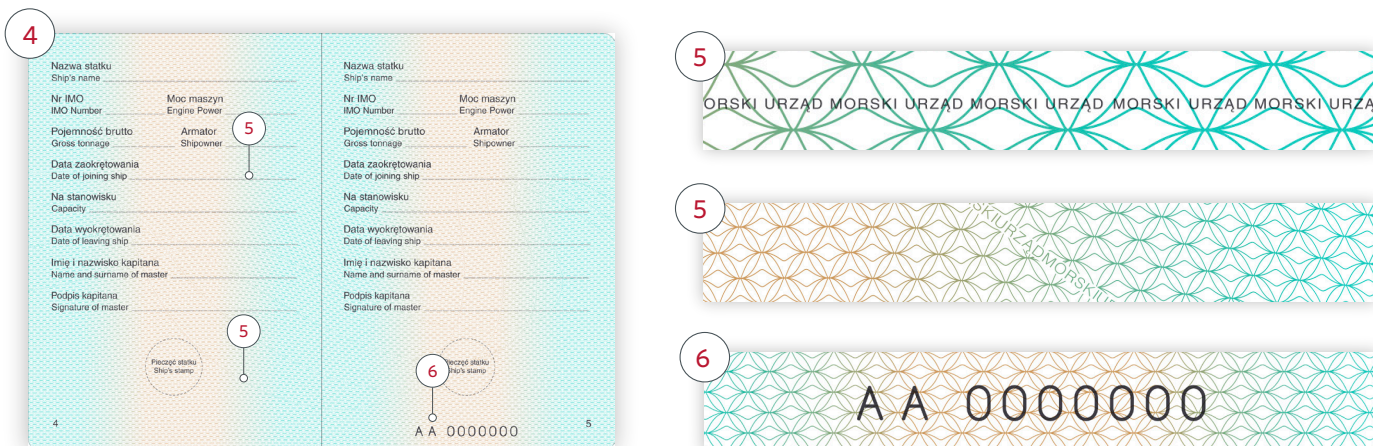 4
Nazwa statku
Ship's name
Nr IMO Moc maszyn
IMO Number Engine Power
Pojemność brutto Armator
Gross tonnage Shipowner
5
Data zaokrętowania
Date of joining ship
Na stanowisku
Capacity
Data wyokrętowania
Date of leaving ship
Imię i nazwisko kapitana
Name and surname of master
Podpis kapitana
Signature of master
5
Pieczęć statku
Ship's stamp
4
Nazwa statku
Ship's name
Nr IMO Moc maszyn
IMO Number Engine Power
Pojemność brutto Armator
Gross tonnage Shipowner
Data zaokrętowania
Date of joining ship
Na stanowisku
Capacity
Data wyokrętowania
Date of leaving ship
Imię i nazwisko kapitana
Name and surname of master
Podpis kapitana
Signature of master
6
Pieczęć statku
Ship's stamp
AA 0000000
5
5
ORSKI URZĄD MORSKI URZĄD MORSKI URZĄD MORSKI URZĄD MORSKI URZĄ
5
SKIURZĄDMORSKIU
6
AA 0000000